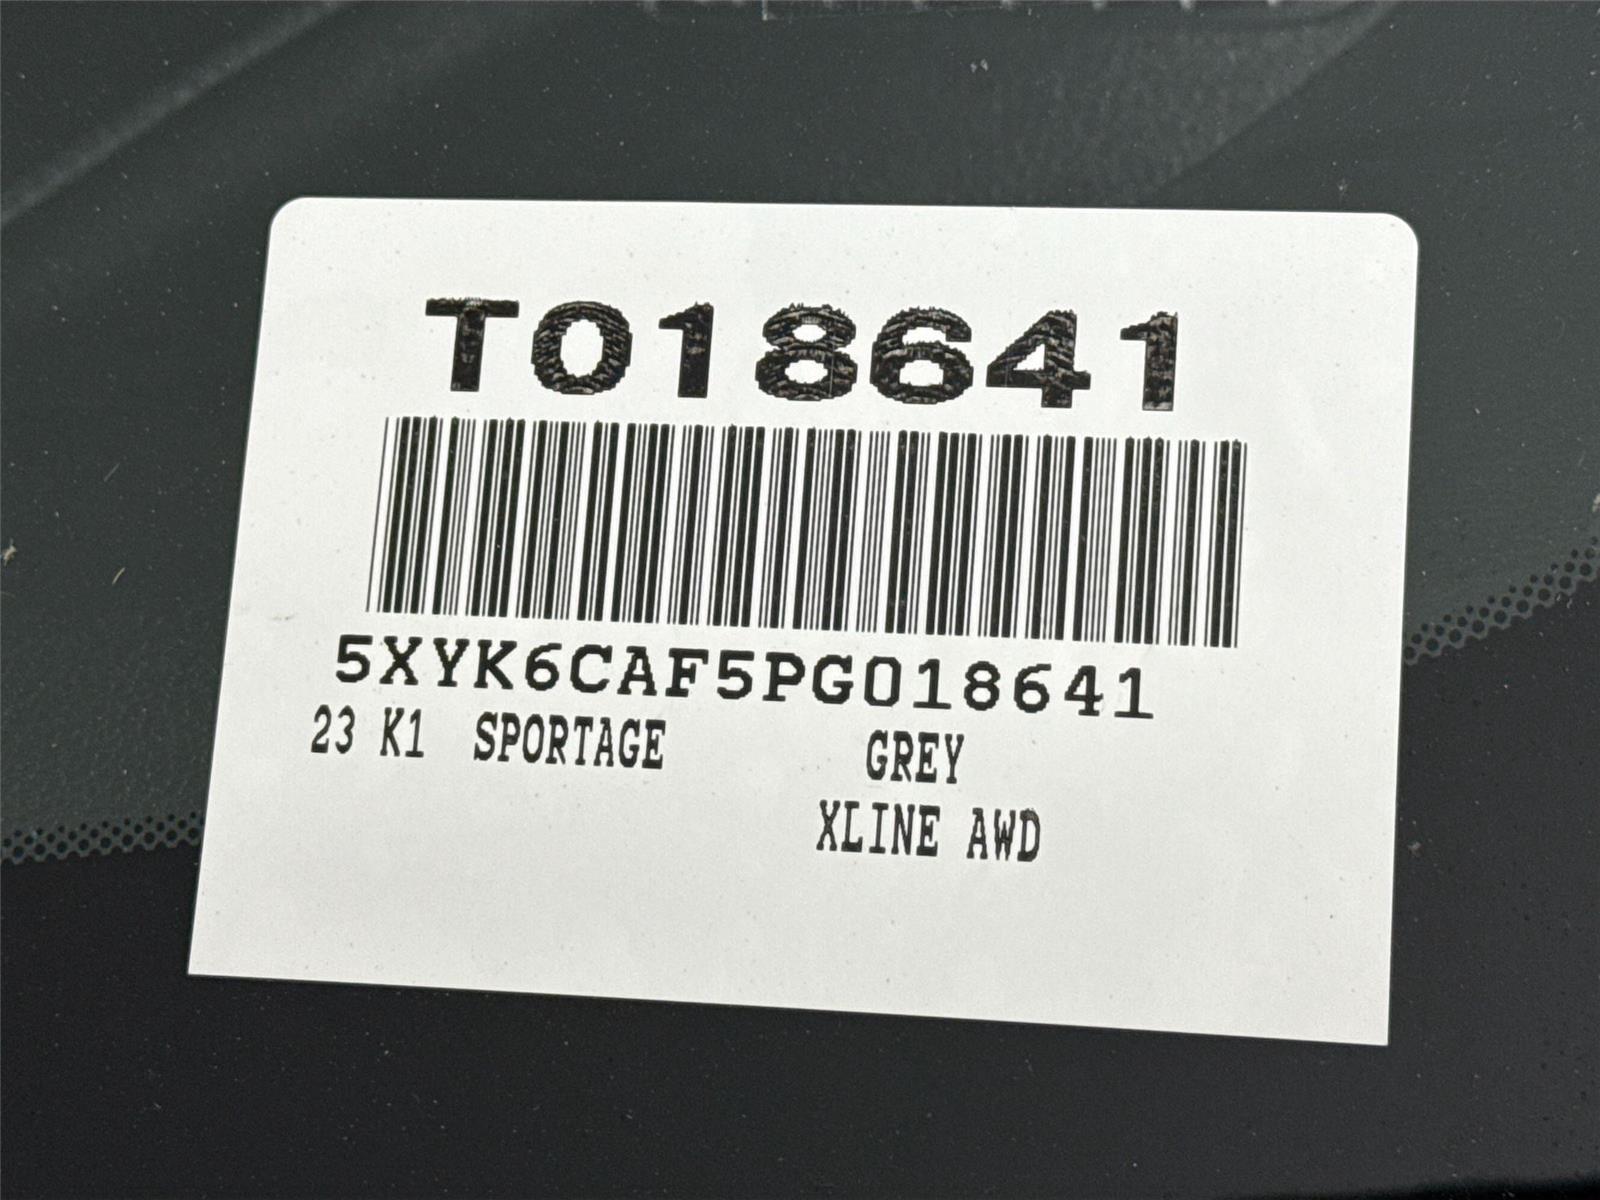 T018641
5XYK6CAF5PG018641
23 K1 SPORTAGE GREY
XLINE AWD